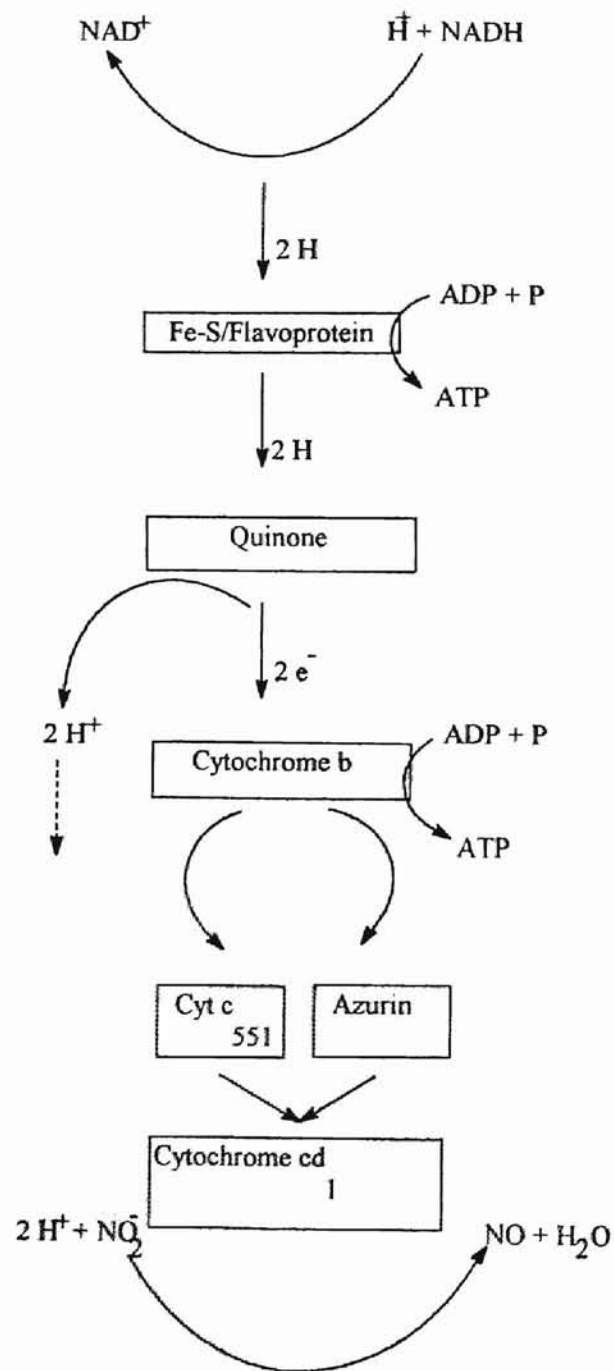 NAD⁺ H⁺ + NADH
2 H
ADP + P
Fe-S/Flavoprotein
ATP
2 H
Quinone
2 e⁻
2 H⁺
ADP + P
Cytochrome b
ATP
Cyt c
551
Azurin
Cytochrome cd
1
2 H⁺ + NO₂⁻
NO + H₂O